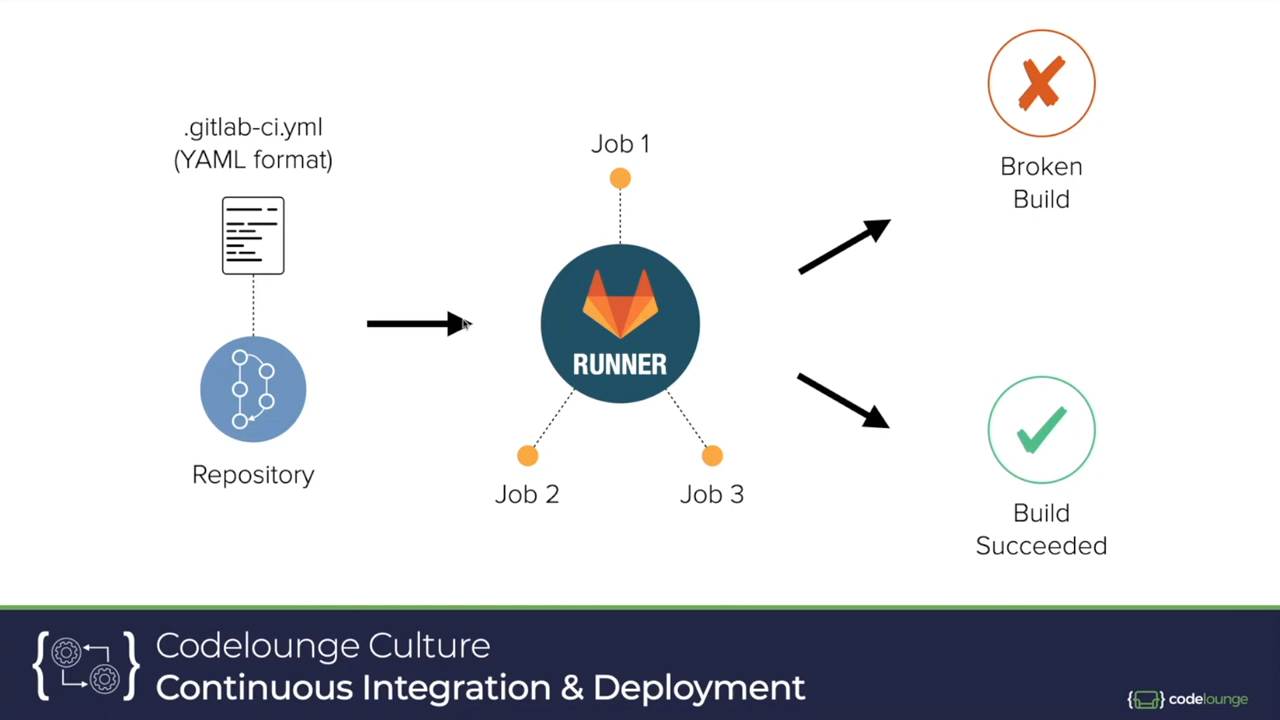 .gitlab-ci.yml
(YAML format)
Repository
Job 1
RUNNER
Job 2
Job 3
Broken
Build
Build
Succeeded
Codelounge Culture
Continuous Integration & Deployment
{} codelounge